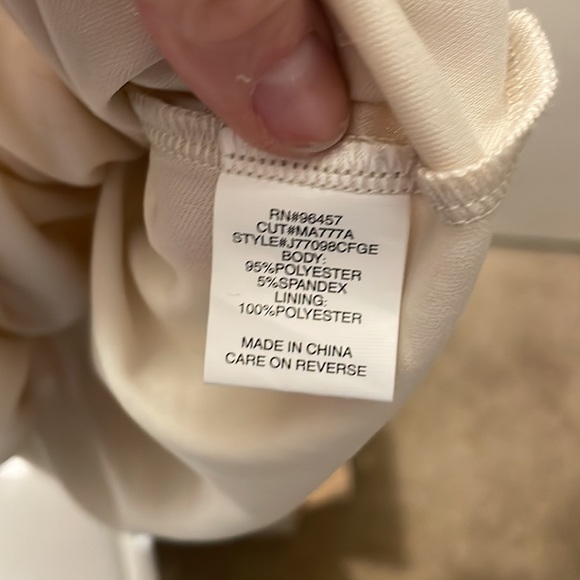 RN#96457
CUT#MA777A
STYLE#J77098CFGE
BODY:
95%POLYESTER
5%SPANDEX
LINING:
100%POLYESTER
MADE IN CHINA
CARE ON REVERSE